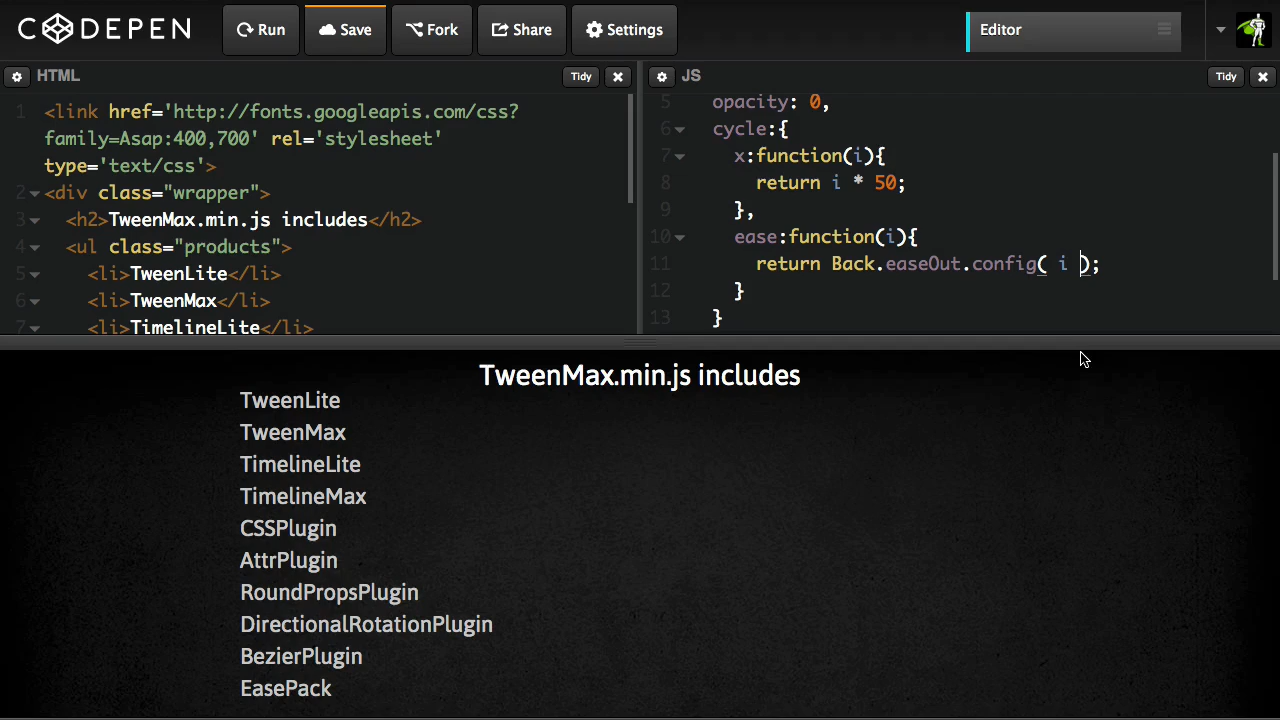 CODEPEN
Run
Save
Fork
Share
Settings
Editor
HTML
Tidy
1 <link href='http://fonts.googleapis.com/css?
family=Asap:400,700' rel='stylesheet'
type='text/css'>
2 <div class="wrapper">
3 <h2>TweenMax.min.js includes</h2>
4 <ul class="products">
5 <li>TweenLite</li>
6 <li>TweenMax</li>
7 <li>TimelineLite</li>
JS
Tidy
5 opacity: 0,
6 cycle:{
7 x:function(i){
8 return i * 50;
9 },
10 ease:function(i){
11 return Back.easeOut.config( i );
12 }
13 }
TweenMax.min.js includes
TweenLite
TweenMax
TimelineLite
TimelineMax
CSSPlugin
AttrPlugin
RoundPropsPlugin
DirectionalRotationPlugin
BezierPlugin
EasePack